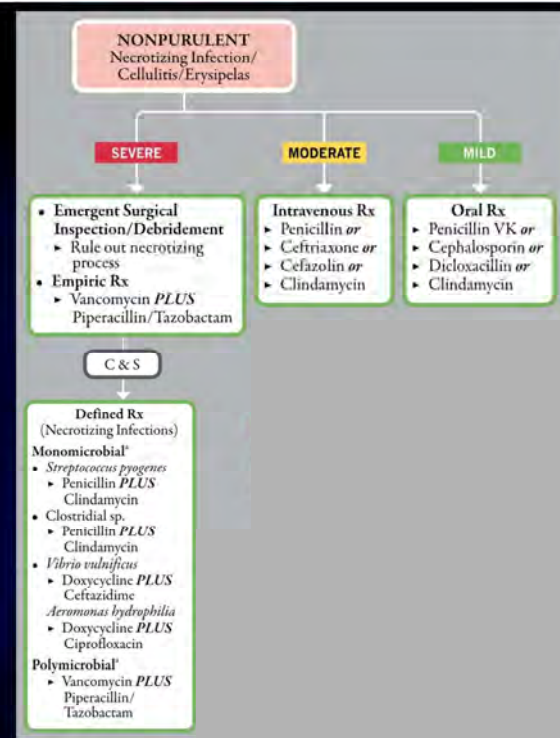 NONPURULENT
Necrotizing Infection/
Cellulitis/Erysipelas
SEVERE
MODERATE
MILD
• Emergent Surgical
Inspection/Debridement
► Rule out necrotizing
process
• Empiric Rx
► Vancomycin PLUS
Piperacillin/Tazobactam
Intravenous Rx
► Penicillin or
► Ceftriaxone or
► Cefazolin or
► Clindamycin
Oral Rx
► Penicillin VK or
► Cephalosporin or
► Dicloxacillin or
► Clindamycin
C & S
Defined Rx
(Necrotizing Infections)
Monomicrobial
• Streptococcus pyogenes
► Penicillin PLUS
Clindamycin
• Clostridial sp.
► Penicillin PLUS
Clindamycin
• Vibrio vulnificus
► Doxycycline PLUS
Ceftazidime
Aeromonas hydrophilia
► Doxycycline PLUS
Ciprofloxacin
Polymicrobial
► Vancomycin PLUS
Piperacillin/
Tazobactam